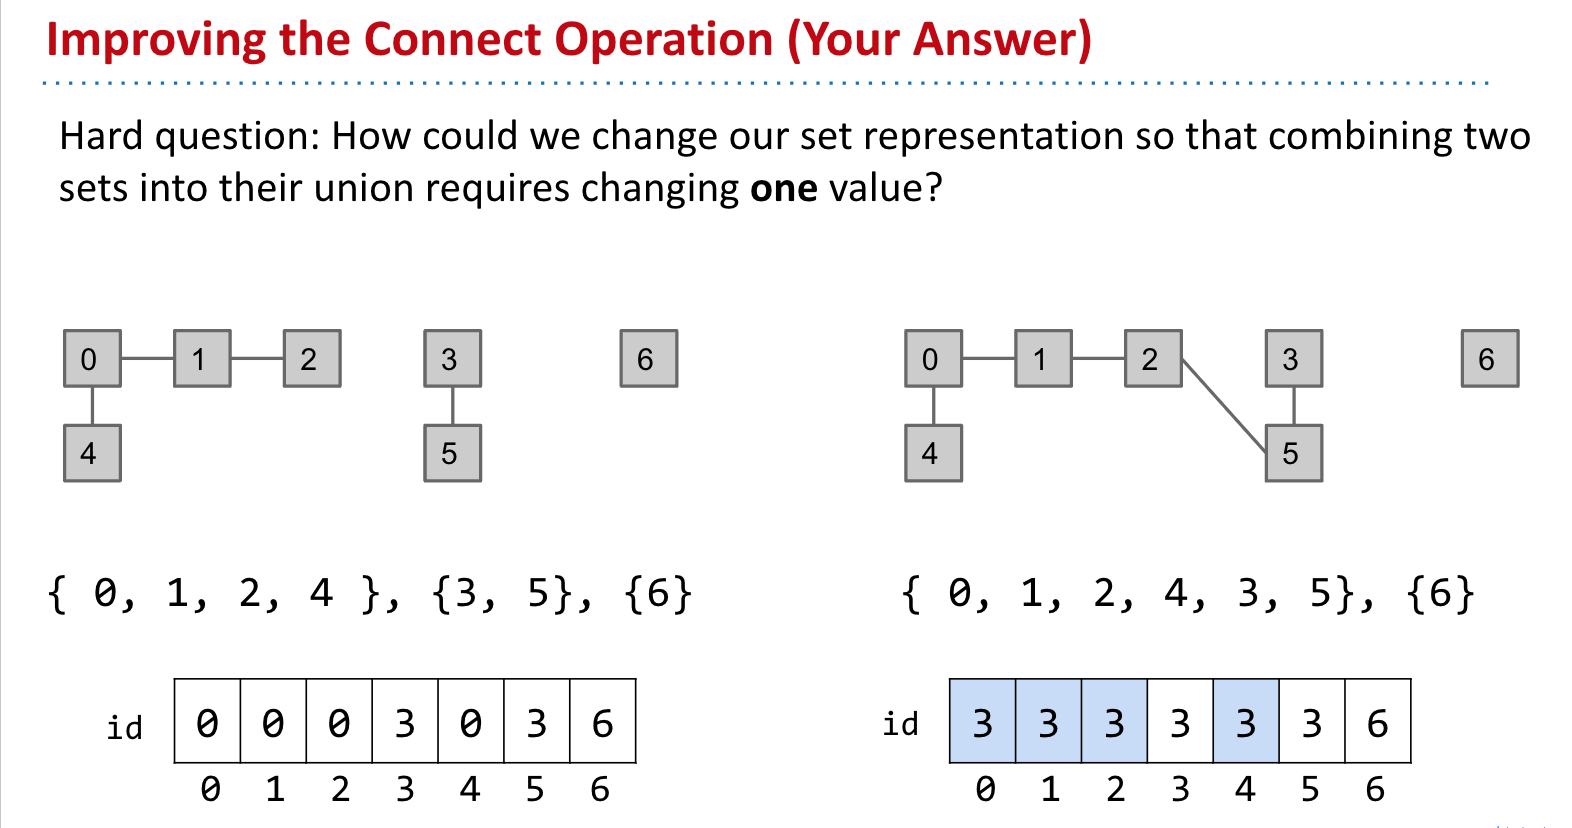 Improving the Connect Operation (Your Answer)
Hard question: How could we change our set representation so that combining two
sets into their union requires changing one value?
0 1 2 3 6 0 1 2 3 6
4 5 4 5
{ 0, 1, 2, 4 }, {3, 5}, {6} { 0, 1, 2, 4, 3, 5}, {6}
id 0 0 0 3 0 3 6 id 3 3 3 3 3 3 6
0 1 2 3 4 5 6 0 1 2 3 4 5 6